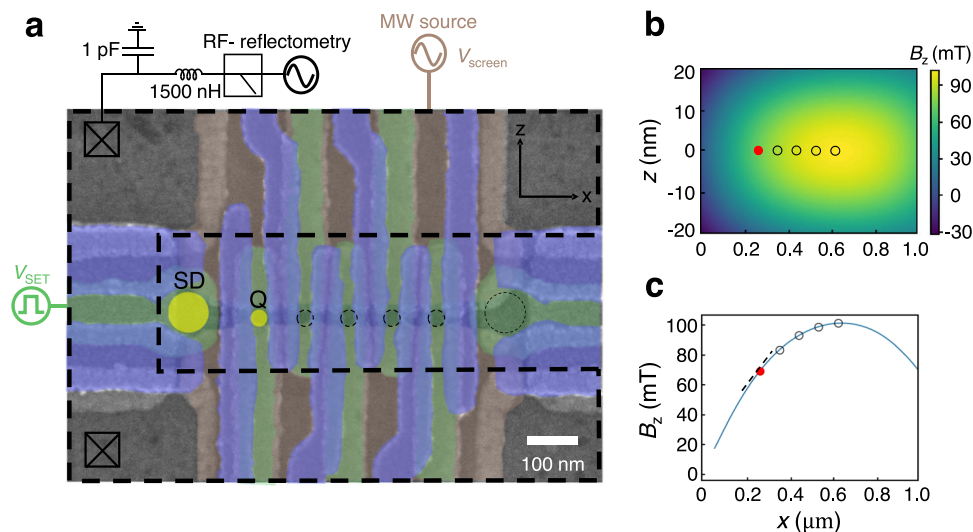 a
MW source
RF- reflectometry
1 pF
V_screen
1500 nH
z
x
V_SET
SD
Q
100 nm
b
B_z (mT)
20
10
0
-10
-20
z (nm)
0 0.2 0.4 0.6 0.8 1.0
90
60
30
0
-30
c
100
80
60
40
20
0
B_z (mT)
0 0.2 0.4 0.6 0.8 1.0
x (μm)